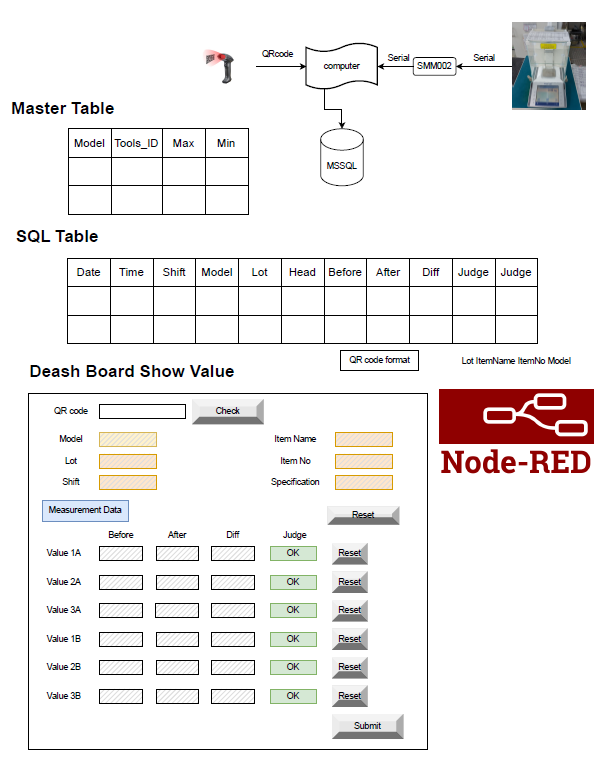 QRcode
computer
Serial
SMM002
Serial
MSSQL
Master Table
Model Tools_ID Max Min
SQL Table
Date Time Shift Model Lot Head Before After Diff Judge Judge
QR code format
Lot ItemName ItemNo Model
Deash Board Show Value
QR code
Check
Model
Item Name
Lot
Item No
Shift
Specification
Measurement Data
Reset
Before After Diff Judge
Value 1A OK Reset
Value 2A OK Reset
Value 3A OK Reset
Value 1B OK Reset
Value 2B OK Reset
Value 3B OK Reset
Submit
Node-RED